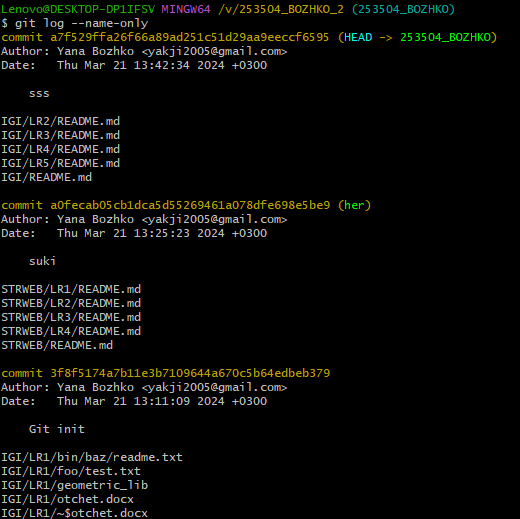 Lenovo@DESKTOP-DP1IFSV MINGW64 /v/253504_BOZHKO_2 (253504_BOZHKO)
$ git log --name-only
commit a7f529ffa26f66a89ad251c51d29aa9eeccf6595 (HEAD -> 253504_BOZHKO)
Author: Yana Bozhko <yakji2005@gmail.com>
Date:   Thu Mar 21 13:42:34 2024 +0300
    sss
IGI/LR2/README.md
IGI/LR3/README.md
IGI/LR4/README.md
IGI/LR5/README.md
IGI/README.md
commit a0fecab05cb1dca5d55269461a078dfe698e5be9 (her)
Author: Yana Bozhko <yakji2005@gmail.com>
Date:   Thu Mar 21 13:25:23 2024 +0300
    suki
STRWEB/LR1/README.md
STRWEB/LR2/README.md
STRWEB/LR3/README.md
STRWEB/LR4/README.md
STRWEB/README.md
commit 3f8f5174a7b11e3b7109644a670c5b64edbeb379
Author: Yana Bozhko <yakji2005@gmail.com>
Date:   Thu Mar 21 13:11:09 2024 +0300
    Git init
IGI/LR1/bin/baz/readme.txt
IGI/LR1/foo/test.txt
IGI/LR1/geometric_lib
IGI/LR1/otchet.docx
IGI/LR1/~$otchet.docx